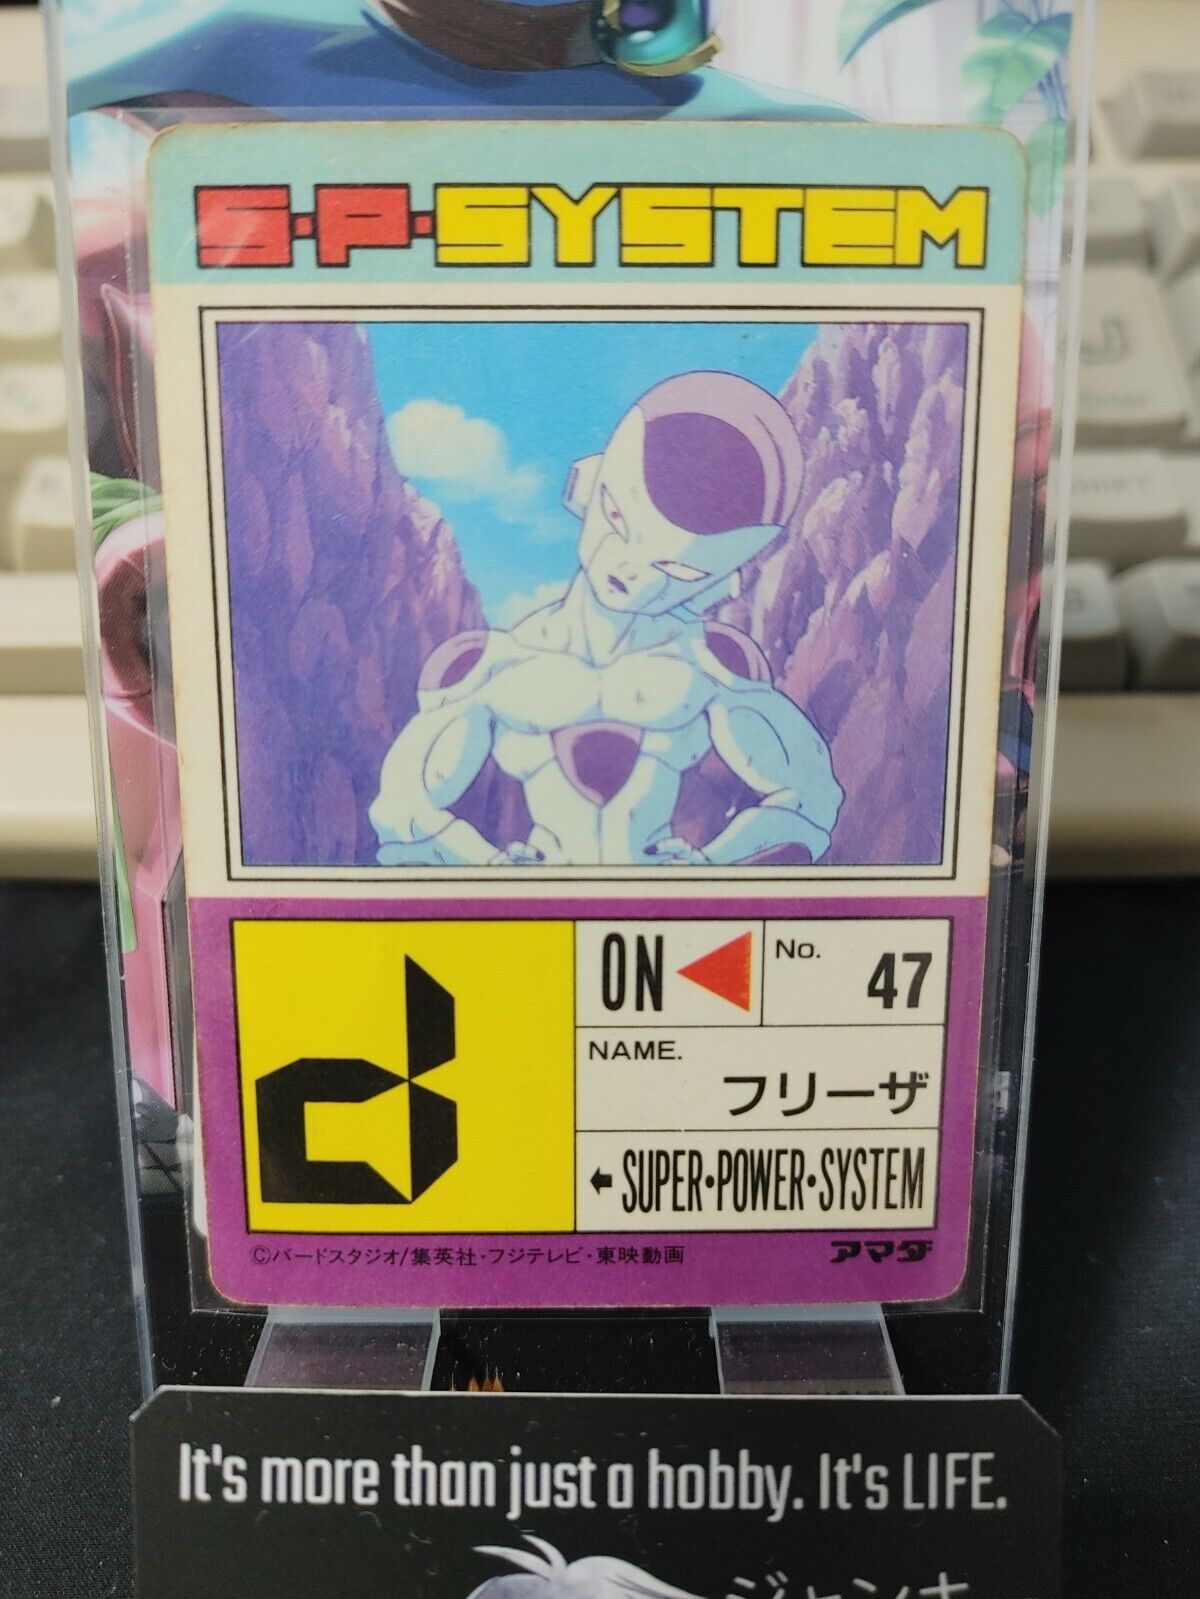 S·P·SYSTEM
ON
No.
47
NAME.
フリーザ
SUPER·POWER·SYSTEM
Ⓒバードスタジオ/集英社・フジテレビ・東映動画
アマダ
It's more than just a hobby. It's LIFE.